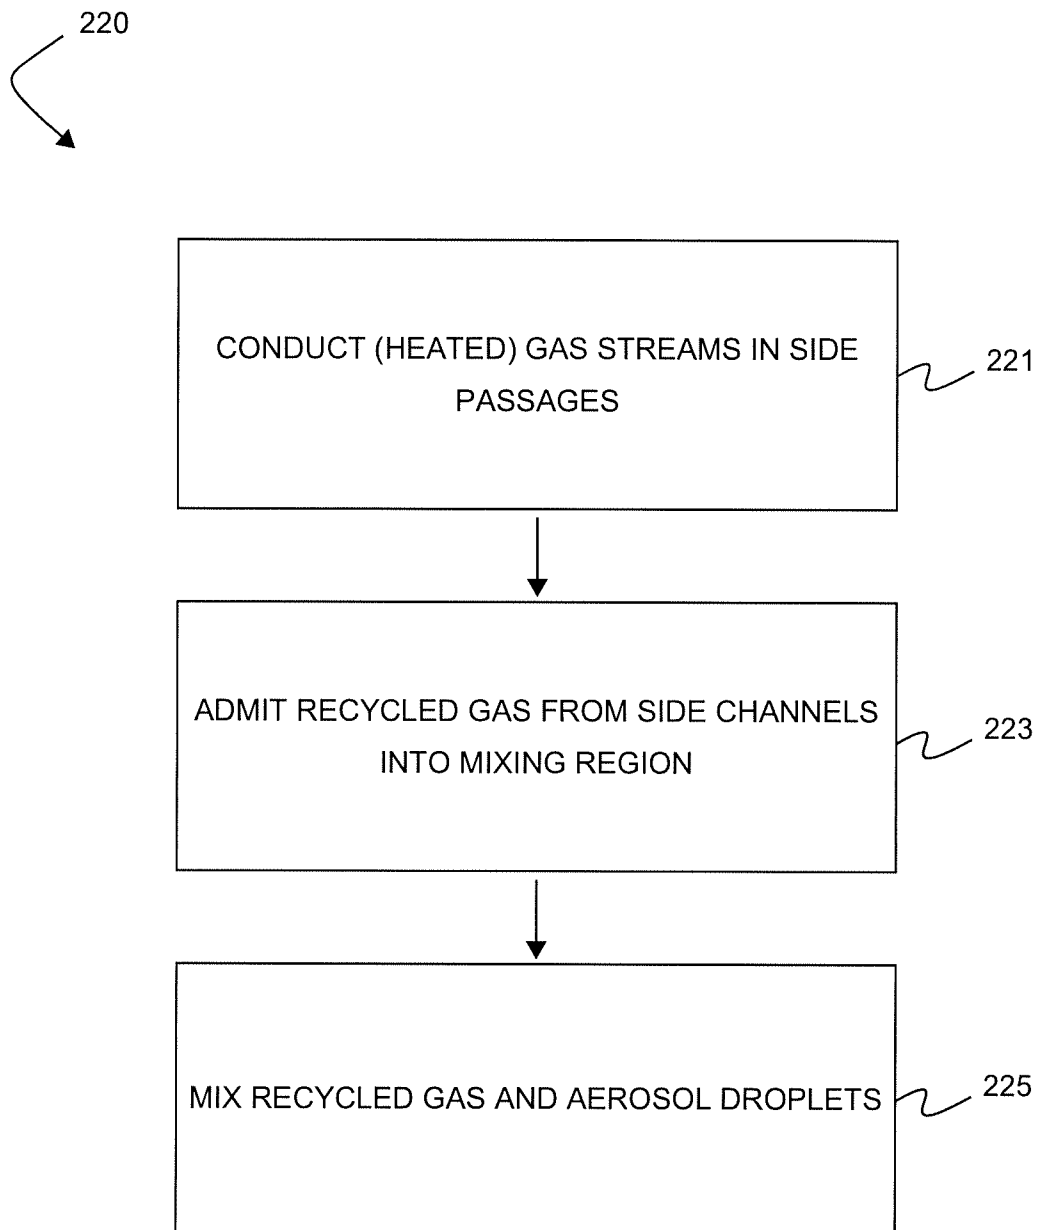 220
CONDUCT (HEATED) GAS STREAMS IN SIDE
PASSAGES
221
ADMIT RECYCLED GAS FROM SIDE CHANNELS
INTO MIXING REGION
223
MIX RECYCLED GAS AND AEROSOL DROPLETS
225